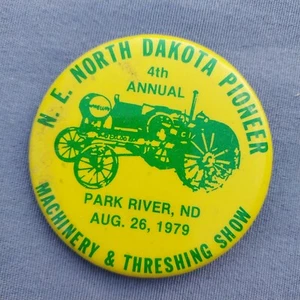 N. E. NORTH DAKOTA PIONEER
4th
ANNUAL
PARK RIVER, ND
AUG. 26, 1979
MACHINERY & THRESHING SHOW